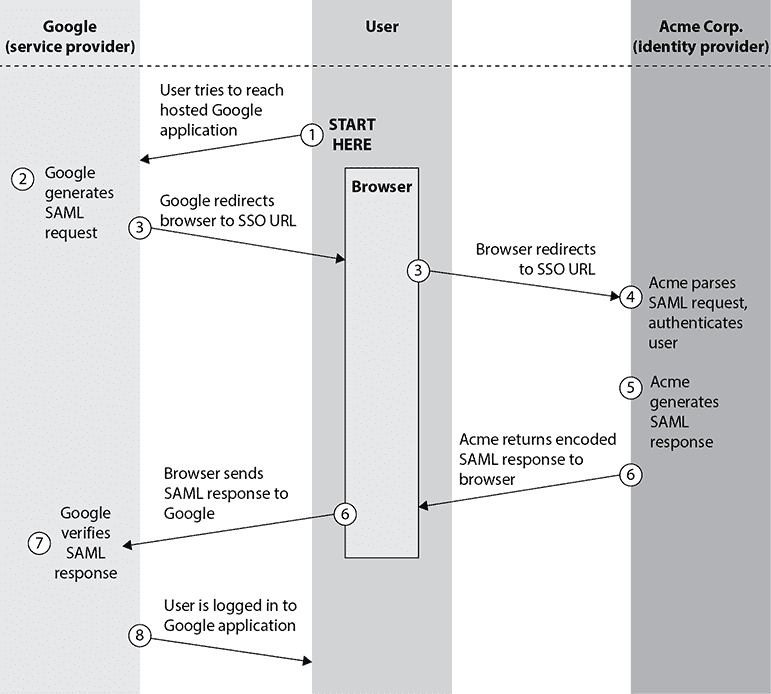 Google
(service provider)
User
Acme Corp.
(identity provider)
User tries to reach
hosted Google
application
1
START
HERE
2
Google
generates
SAML
request
Browser
3
Google redirects
browser to SSO URL
3
Browser redirects
to SSO URL
4
Acme parses
SAML request,
authenticates
user
5
Acme
generates
SAML
response
Acme returns encoded
SAML response to
browser
6
Browser sends
SAML response to
Google
6
7
Google
verifies
SAML
response
User is logged in to
Google application
8